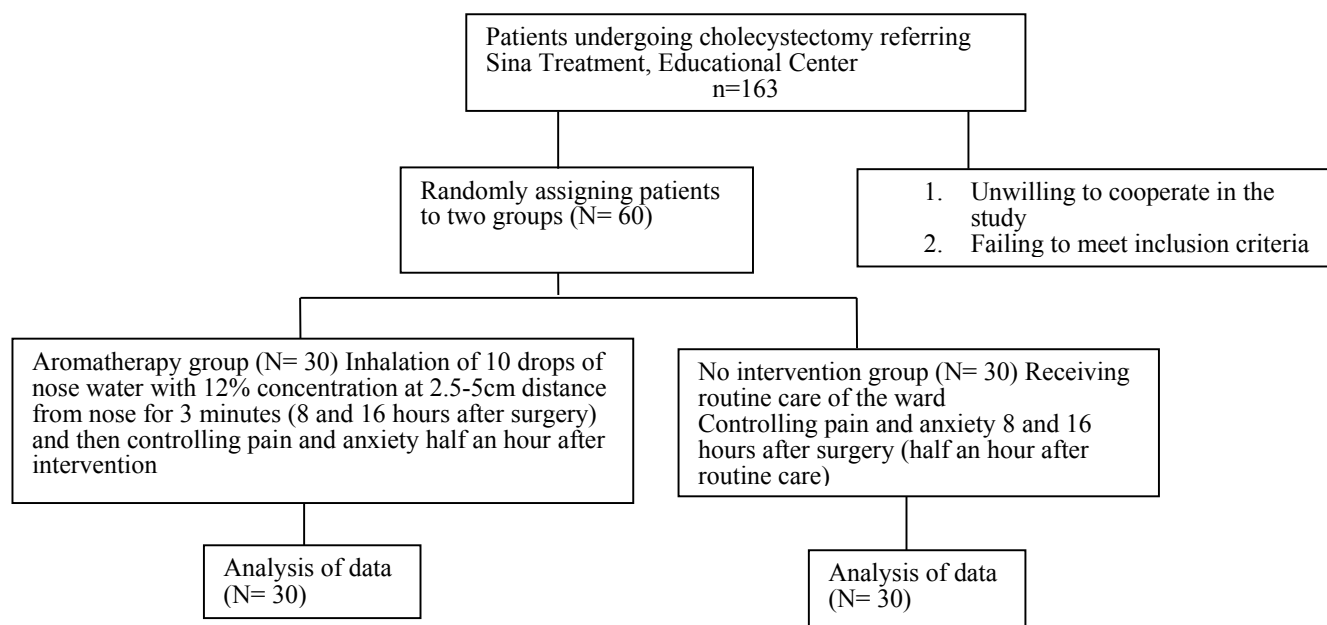 Patients undergoing cholecystectomy referring
Sina Treatment, Educational Center
n=163
Randomly assigning patients
to two groups (N= 60)
1. Unwilling to cooperate in the
study
2. Failing to meet inclusion criteria
Aromatherapy group (N= 30) Inhalation of 10 drops of
nose water with 12% concentration at 2.5-5cm distance
from nose for 3 minutes (8 and 16 hours after surgery)
and then controlling pain and anxiety half an hour after
intervention
No intervention group (N= 30) Receiving
routine care of the ward
Controlling pain and anxiety 8 and 16
hours after surgery (half an hour after
routine care)
Analysis of data
(N= 30)
Analysis of data
(N= 30)